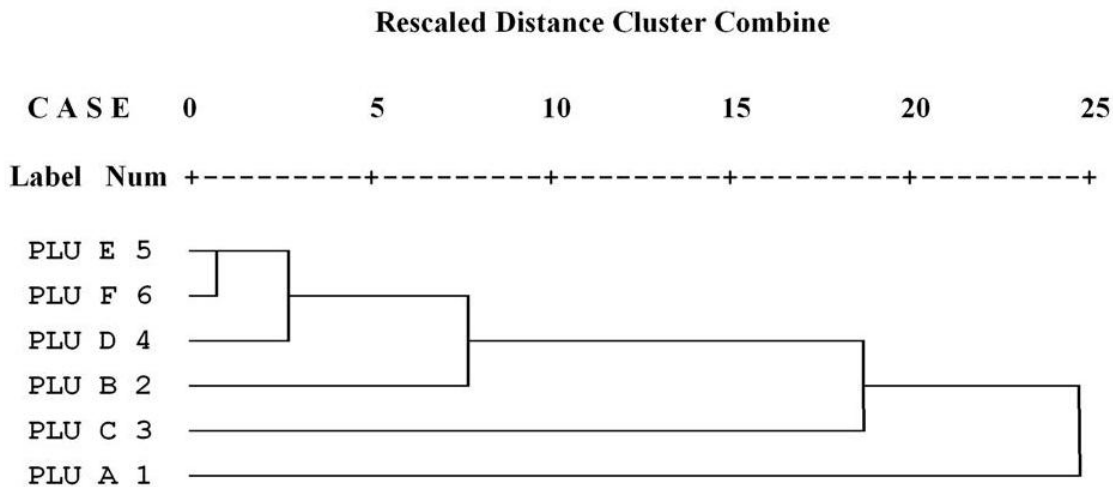 Rescaled Distance Cluster Combine
C A S E 0 5 10 15 20 25
Label Num +---------+---------+---------+---------+---------+
PLU E 5
PLU F 6
PLU D 4
PLU B 2
PLU C 3
PLU A 1